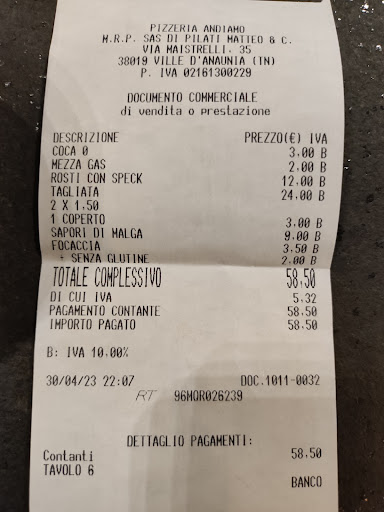 PIZZERIA ANDIAMO
M.R.P. SAS DI PILATI MATTEO & C.
VIA MAISTRELLI, 35
38019 VILLE D'ANAUNIA (TN)
P. IVA 02161300229
DOCUMENTO COMMERCIALE
di vendita o prestazione
DESCRIZIONE PREZZO(€) IVA
COCA 0 3,00 B
MEZZA GAS 2,00 B
ROSTI CON SPECK 12,00 B
TAGLIATA 24,00 B
2 X 1,50
1 COPERTO 3,00 B
SAPORI DI MALGA 9,00 B
FOCACCIA 3,50 B
+ SENZA GLUTINE 2,00 B
TOTALE COMPLESSIVO 58,50
DI CUI IVA 5,32
PAGAMENTO CONTANTE 58,50
IMPORTO PAGATO 58,50
B: IVA 10,00%
30/04/23 22:07 DOC.1011-0032
RT 96MQR026239
DETTAGLIO PAGAMENTI:
Contanti 58,50
TAVOLO 6
BANCO